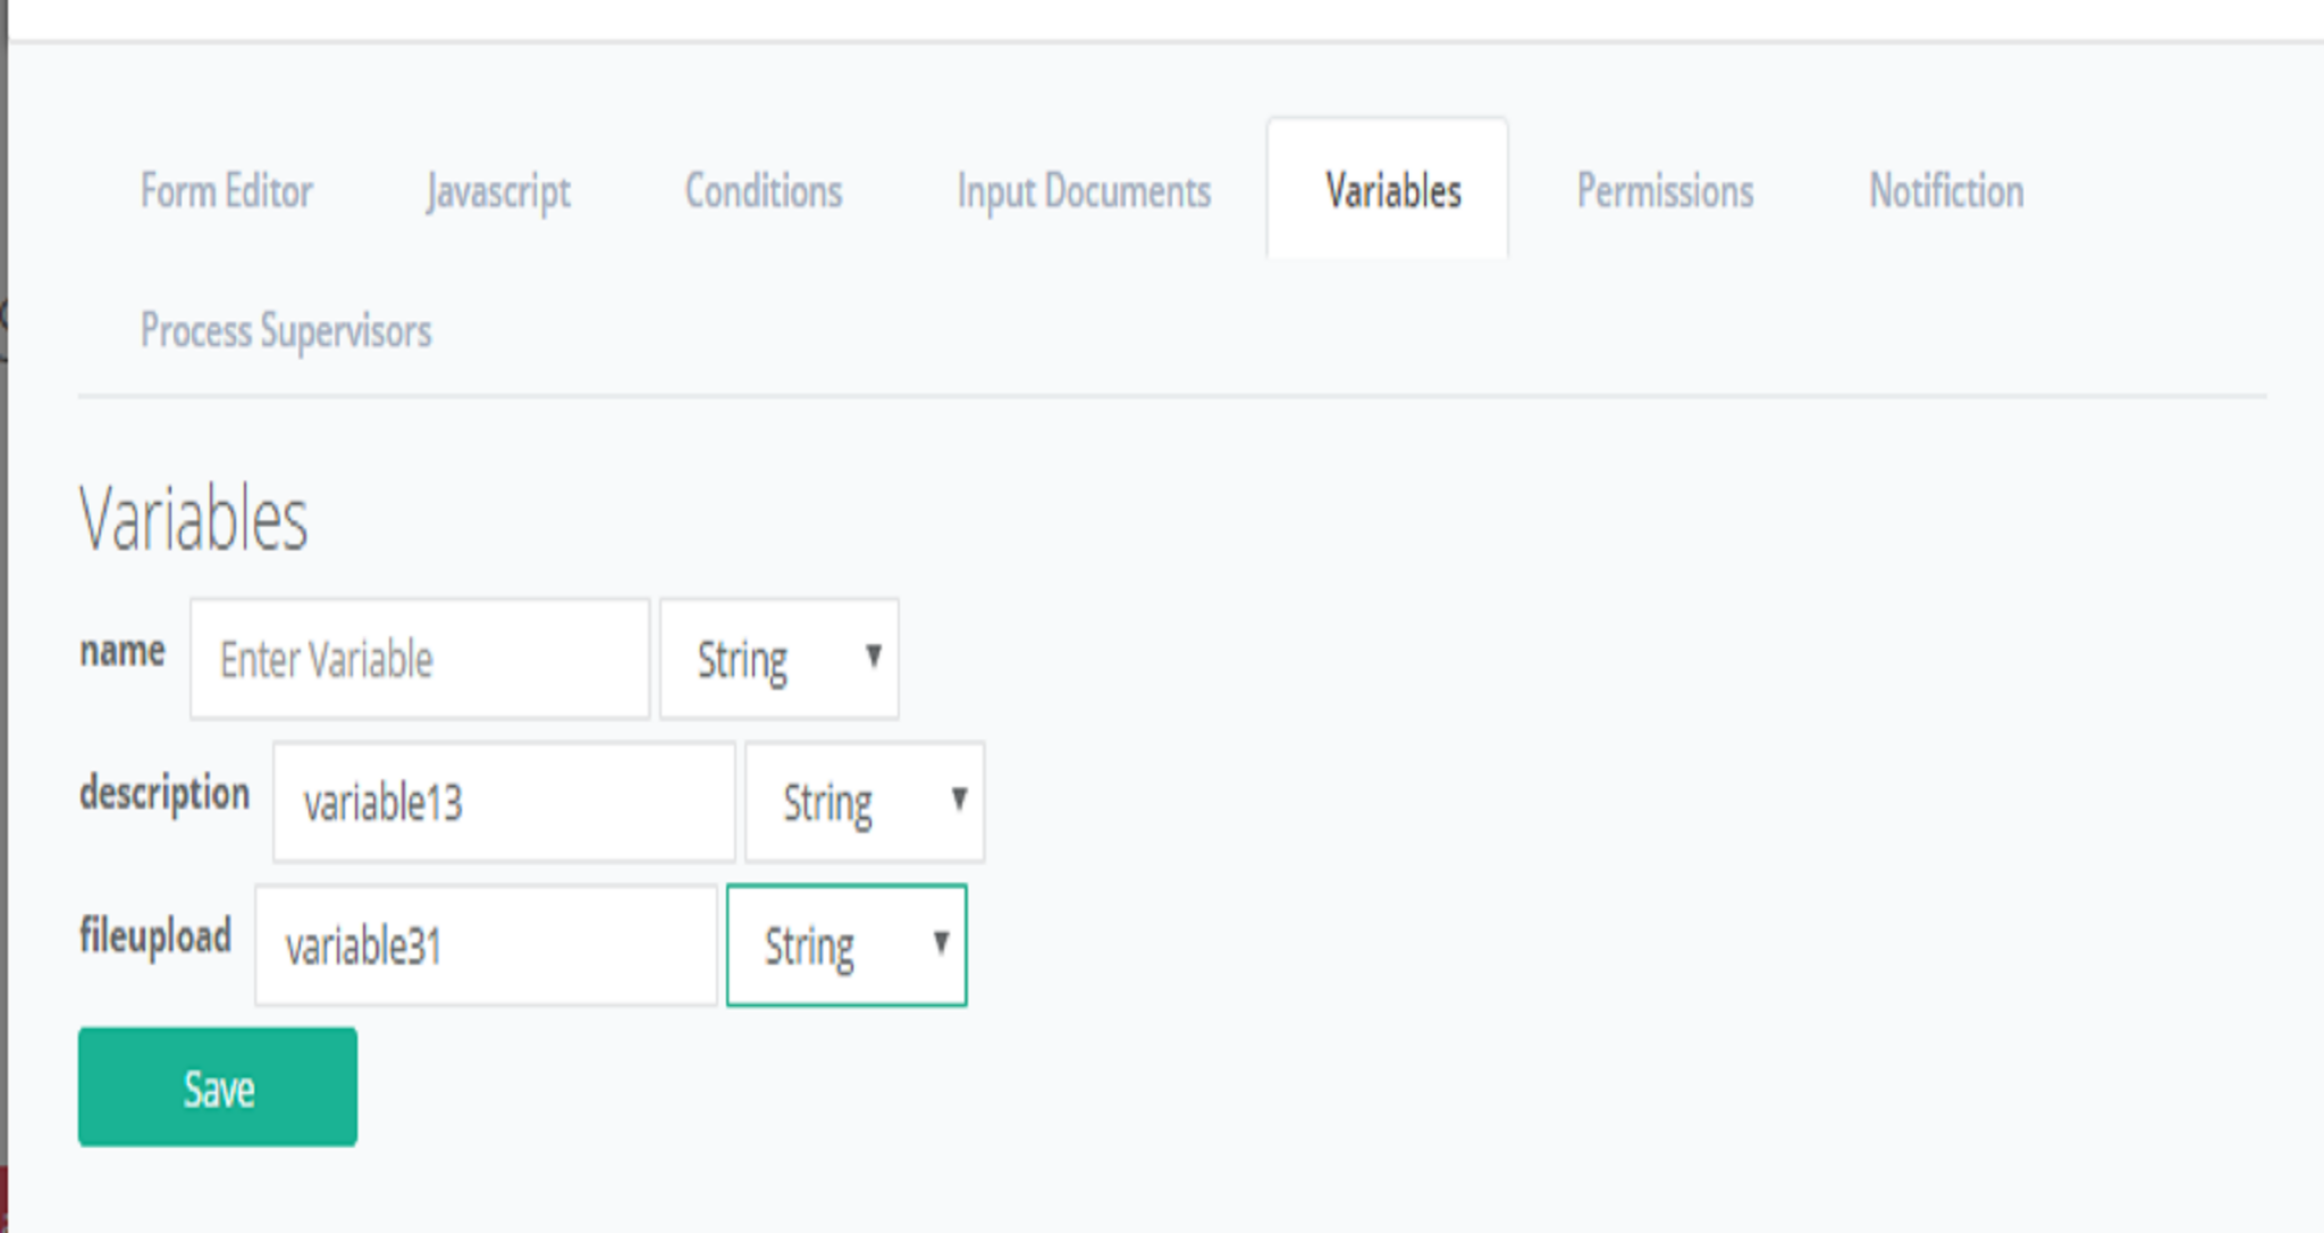 Form Editor Javascript Conditions Input Documents Variables Permissions Notifiction
Process Supervisors
Variables
name Enter Variable String
description variable13 String
fileupload variable31 String
Save